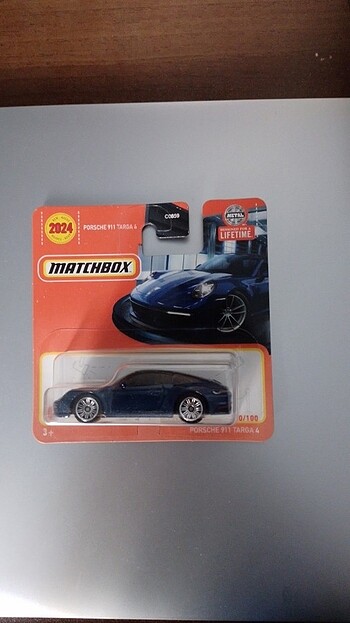 2024
PORSCHE 911 TARGA 4
C0859
METAL
LIFETIME
MATCHBOX
0/100
3+
PORSCHE 911 TARGA 4